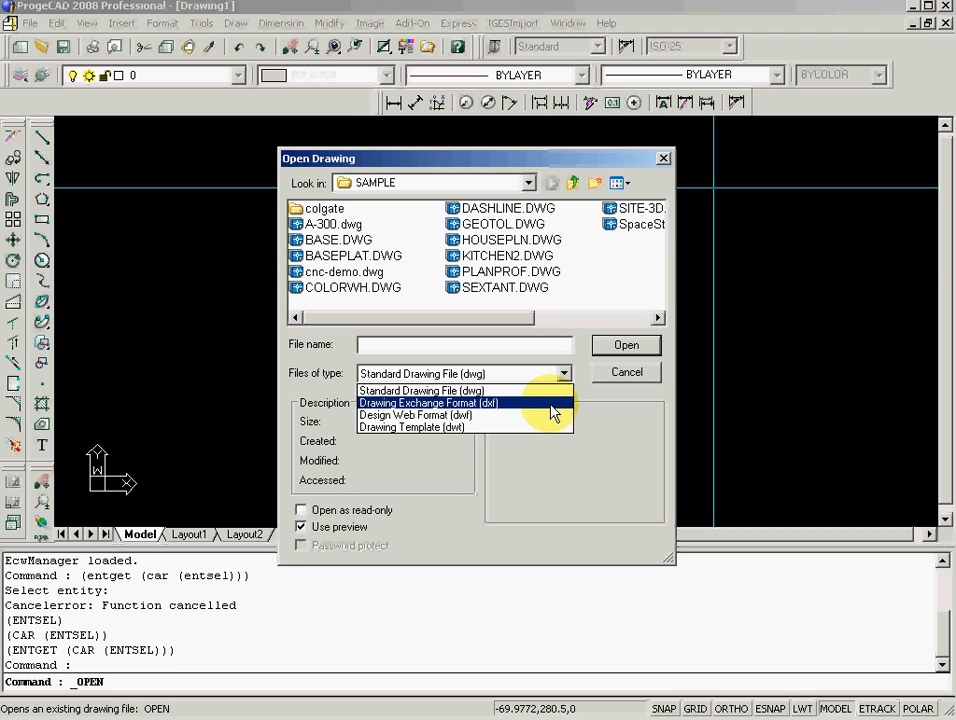 ProgeCAD 2008 Professional - [Drawing1]
File Edit View Insert Format Tools Draw Dimension Modify Image Add-On Express IGESImport Window Help
Standard ISO-25
0 BYLAYER BYLAYER BYCOLOR
Open Drawing
Look in: SAMPLE
colgate DASHLINE.DWG SITE-3D.
A-300.dwg GEOTOL.DWG SpaceSt
BASE.DWG HOUSEPLN.DWG
BASEPLAT.DWG KITCHEN2.DWG
cnc-demo.dwg PLANPROF.DWG
COLORWH.DWG SEXTANT.DWG
File name: Open
Files of type: Standard Drawing File (dwg) Cancel
Standard Drawing File (dwg)
Drawing Exchange Format (dxf)
Design Web Format (dwf)
Drawing Template (dwt)
Description
Size:
Created:
Modified:
Accessed:
Open as read-only
Use preview
Password protect
Y
W
X
Model Layout1 Layout2
EcwManager loaded.
Command : (entget (car (entsel)))
Select entity:
Cancelerror: Function cancelled
(ENTSEL)
(CAR (ENTSEL))
(ENTGET (CAR (ENTSEL)))
Command :
Command : _OPEN
Opens an existing drawing file: OPEN -69.9772,280.5,0 SNAP GRID ORTHO ESNAP LWT MODEL ETRACK POLAR